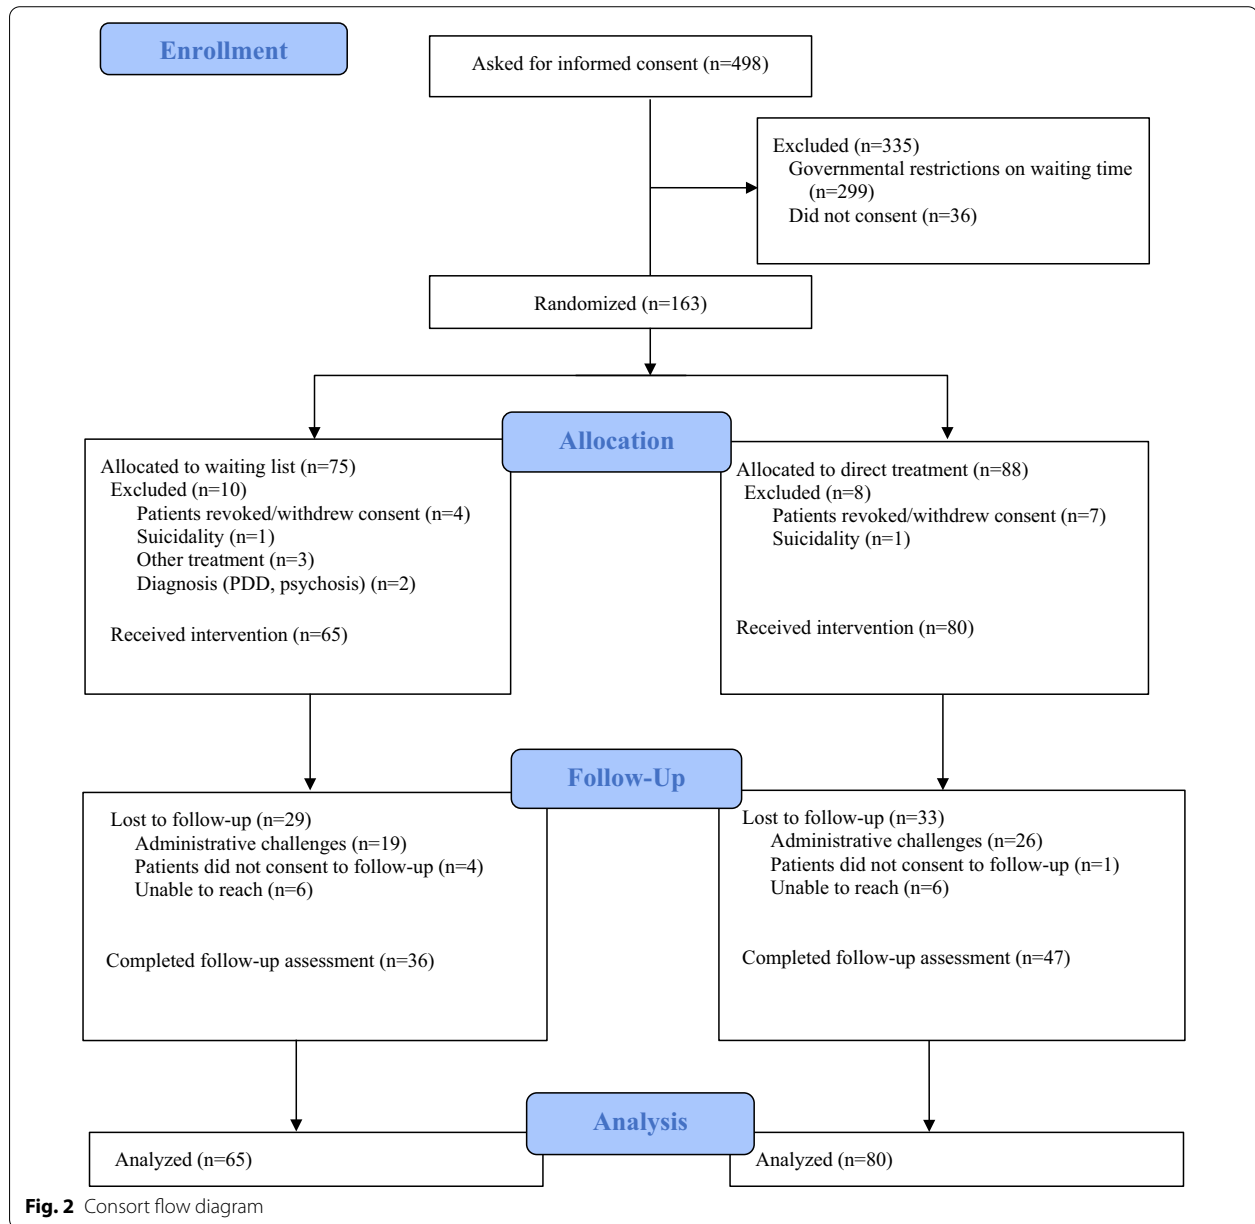 Enrollment
Asked for informed consent (n=498)
Excluded (n=335)
Governmental restrictions on waiting time
(n=299)
Did not consent (n=36)
Randomized (n=163)
Allocation
Allocated to waiting list (n=75)
Excluded (n=10)
Patients revoked/withdrew consent (n=4)
Suicidality (n=1)
Other treatment (n=3)
Diagnosis (PDD, psychosis) (n=2)
Received intervention (n=65)
Allocated to direct treatment (n=88)
Excluded (n=8)
Patients revoked/withdrew consent (n=7)
Suicidality (n=1)
Received intervention (n=80)
Follow-Up
Lost to follow-up (n=29)
Administrative challenges (n=19)
Patients did not consent to follow-up (n=4)
Unable to reach (n=6)
Completed follow-up assessment (n=36)
Lost to follow-up (n=33)
Administrative challenges (n=26)
Patients did not consent to follow-up (n=1)
Unable to reach (n=6)
Completed follow-up assessment (n=47)
Analysis
Analyzed (n=65)
Analyzed (n=80)
Fig. 2 Consort flow diagram